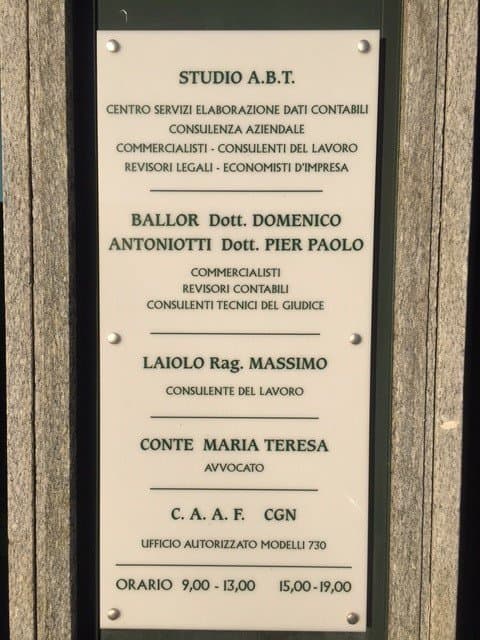 STUDIO A.B.T.
CENTRO SERVIZI ELABORAZIONE DATI CONTABILI
CONSULENZA AZIENDALE
COMMERCIALISTI - CONSULENTI DEL LAVORO
REVISORI LEGALI - ECONOMISTI D'IMPRESA
BALLOR Dott. DOMENICO
ANTONIOTTI Dott. PIER PAOLO
COMMERCIALISTI
REVISORI CONTABILI
CONSULENTI TECNICI DEL GIUDICE
LAIOLO Rag. MASSIMO
CONSULENTE DEL LAVORO
CONTE MARIA TERESA
AVVOCATO
C. A. A. F. CGN
UFFICIO AUTORIZZATO MODELLI 730
ORARIO 9,00 - 13,00 15,00 - 19,00